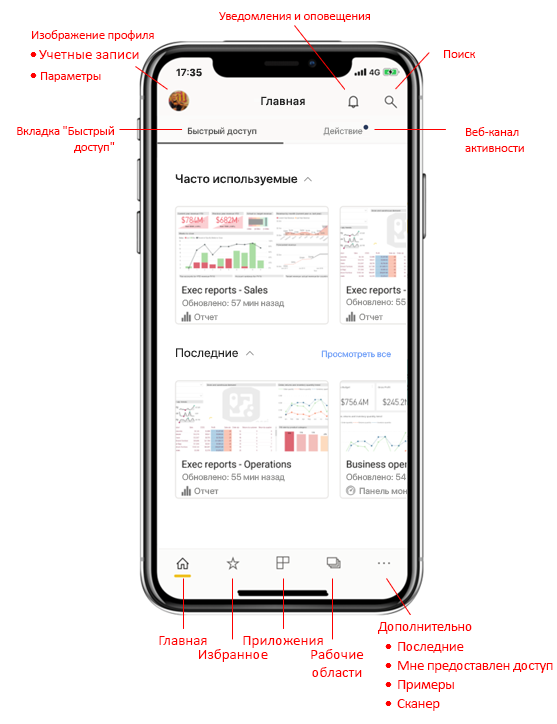 Уведомления и оповещения
Изображение профиля
• Учетные записи
• Параметры
Поиск
17:35
4G
Главная
Вкладка "Быстрый
доступ"
Быстрый доступ
Действие
Веб-канал
активности
Часто используемые
$784M
$682M
Exec reports - Sales
Обновлено: 57 мин назад
Отчет
Exec repor
Обновлено: 55
Отчет
Последние
Просмотреть все
$756.4M
$245.2
Exec reports - Operations
Обновлено: 55 мин назад
Отчет
Business oper
Обновлено: 54
Панель мон
Главная
Избранное
Приложения
Рабочие
области
Дополнительно
• Последние
• Мне предоставлен доступ
• Примеры
• Сканер